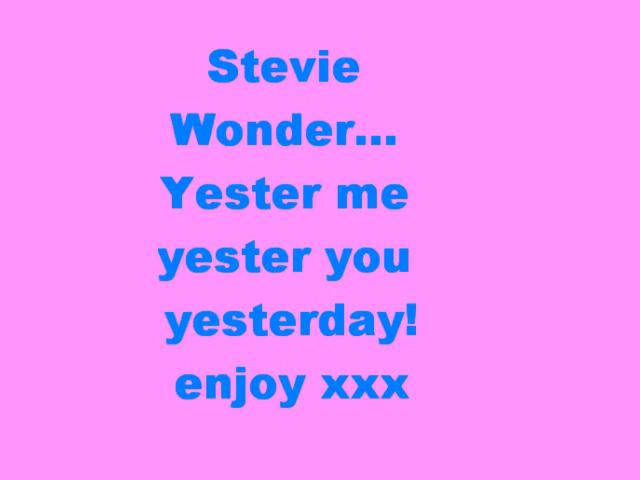 Stevie
Wonder...
Yester me
yester you
yesterday!
enjoy xxx